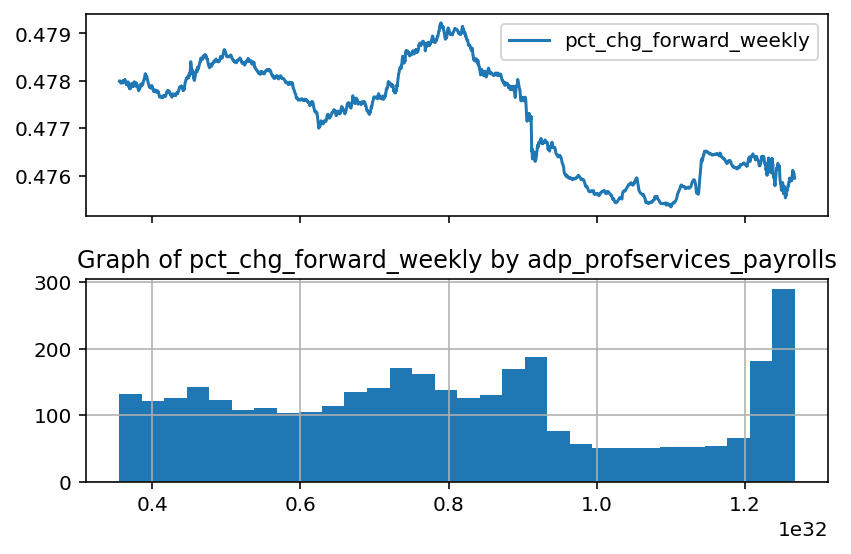 0.479
0.478
0.477
0.476
pct_chg_forward_weekly
Graph of pct_chg_forward_weekly by adp_profservices_payrolls
300
200
100
0
0.4 0.6 0.8 1.0 1.2
1e32